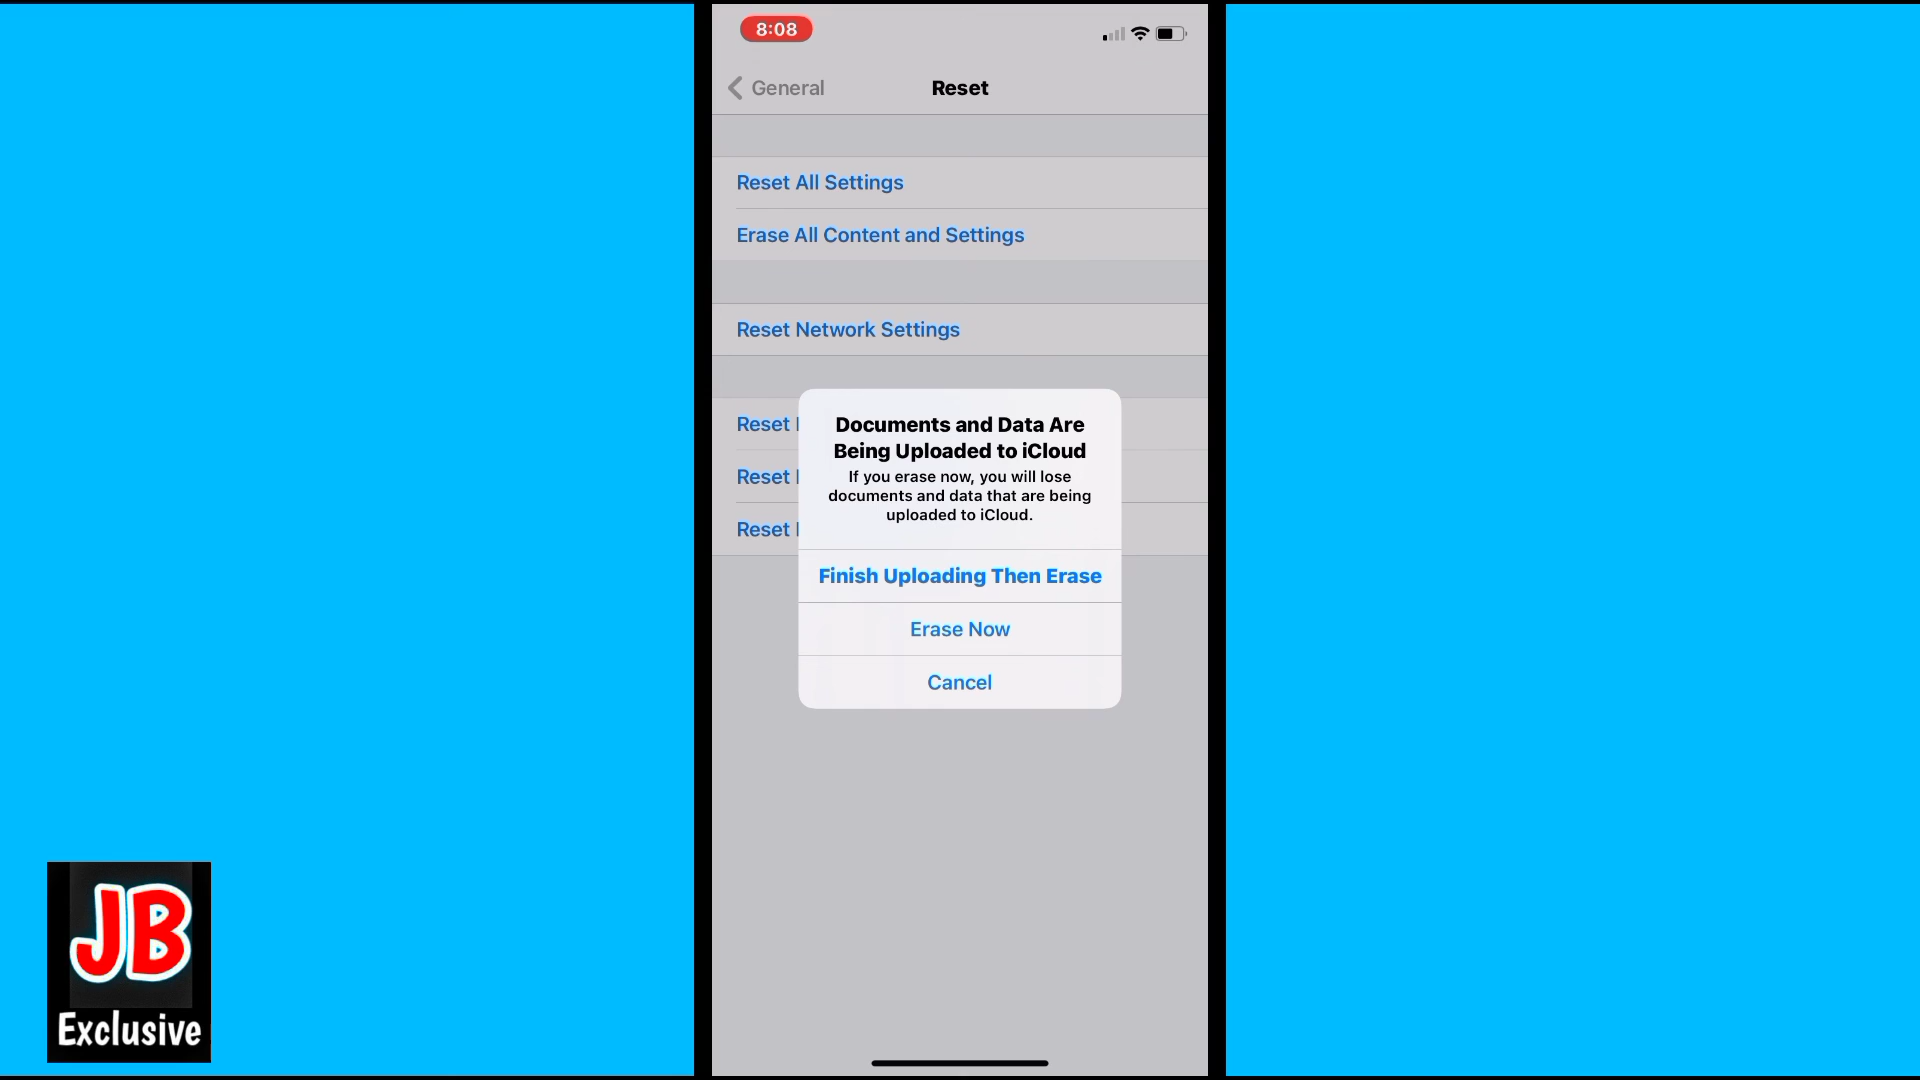 8:08
General
Reset
Reset All Settings
Erase All Content and Settings
Reset Network Settings
Reset
Reset
Reset
Documents and Data Are
Being Uploaded to iCloud
If you erase now, you will lose
documents and data that are being
uploaded to iCloud.
Finish Uploading Then Erase
Erase Now
Cancel
JB
Exclusive